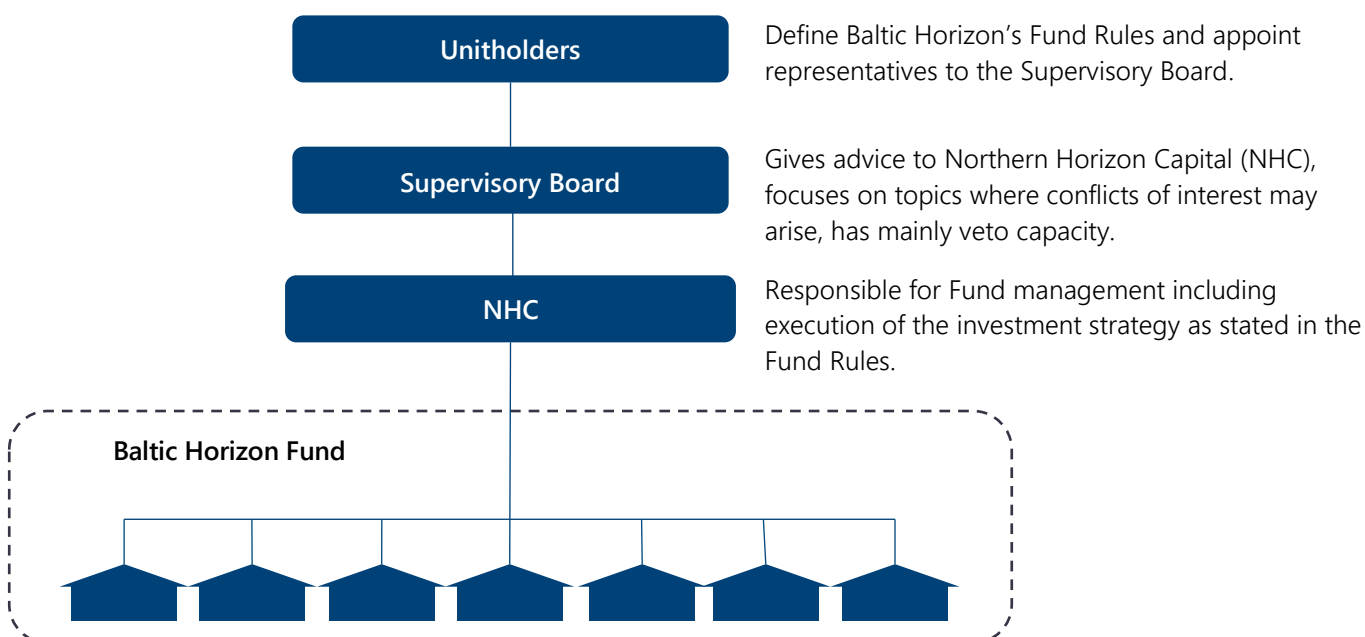 Unitholders
Define Baltic Horizon’s Fund Rules and appoint
representatives to the Supervisory Board.
Supervisory Board
Gives advice to Northern Horizon Capital (NHC),
focuses on topics where conflicts of interest may
arise, has mainly veto capacity.
NHC
Responsible for Fund management including
execution of the investment strategy as stated in the
Fund Rules.
Baltic Horizon Fund